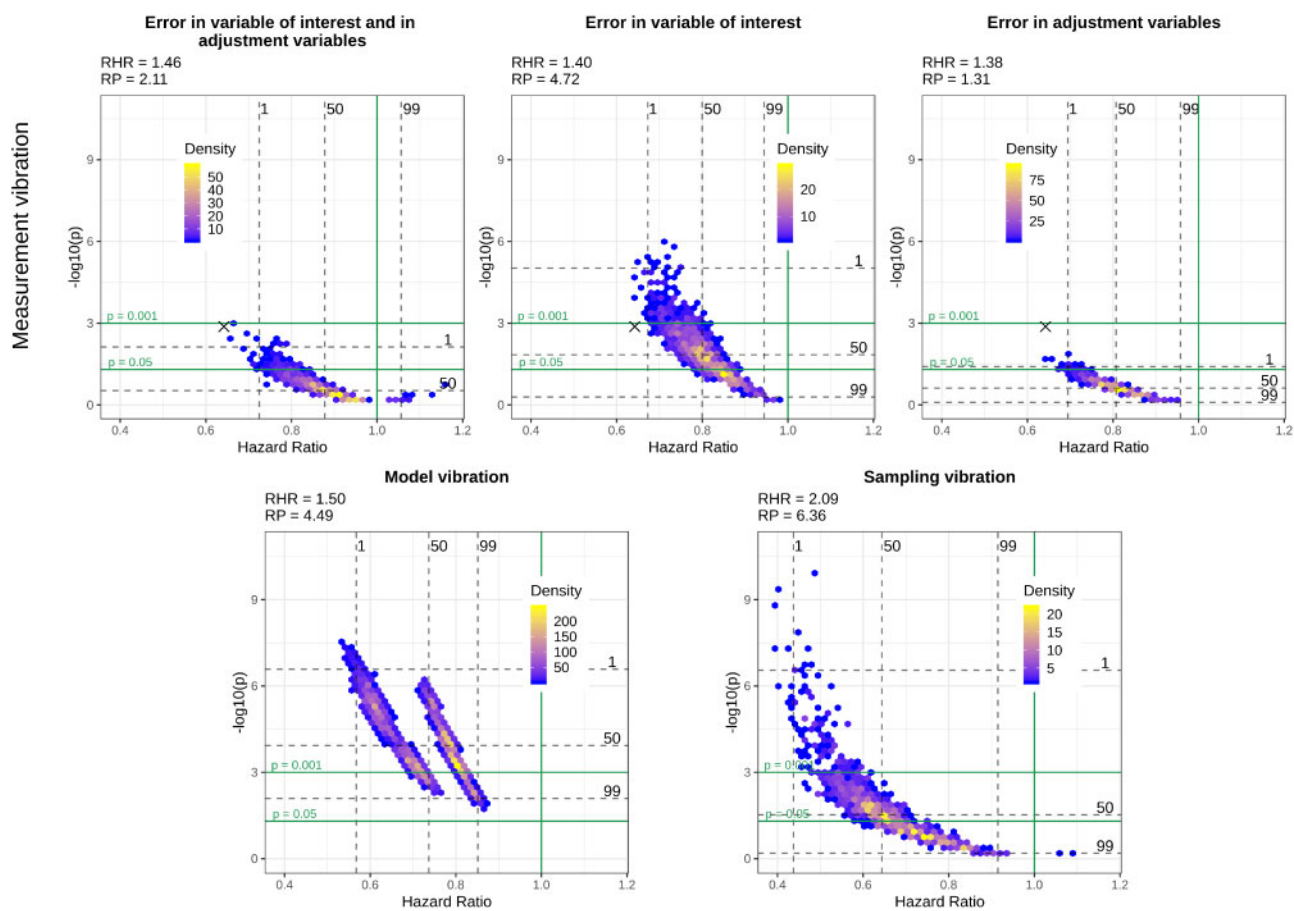 Error in variable of interest and in
adjustment variables
RHR = 1.46
RP = 2.11
1
50
99
Density
50
40
30
20
10
p = 0.001
1
p = 0.05
50
9
6
3
0
-log10(p)
0.4
0.6
0.8
1.0
1.2
Hazard Ratio
Measurement vibration
Error in variable of interest
RHR = 1.40
RP = 4.72
1
50
99
Density
20
10
1
p = 0.001
50
p = 0.05
99
9
6
3
0
-log10(p)
0.4
0.6
0.8
1.0
1.2
Hazard Ratio
Error in adjustment variables
RHR = 1.38
RP = 1.31
1
50
99
Density
75
50
25
p = 0.001
p = 0.05
1
50
99
9
6
3
0
-log10(p)
0.4
0.6
0.8
1.0
1.2
Hazard Ratio
Model vibration
RHR = 1.50
RP = 4.49
1
50
99
Density
200
150
100
50
1
50
p = 0.001
99
p = 0.05
9
6
3
0
-log10(p)
0.4
0.6
0.8
1.0
1.2
Hazard Ratio
Sampling vibration
RHR = 2.09
RP = 6.36
1
50
99
Density
20
15
10
5
1
p = 0.001
50
p = 0.05
99
9
6
3
0
-log10(p)
0.4
0.6
0.8
1.0
1.2
Hazard Ratio